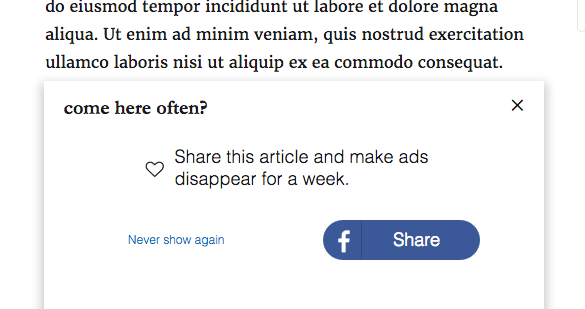 do eiusmod tempor incididunt ut labore et dolore magna
aliqua. Ut enim ad minim veniam, quis nostrud exercitation
ullamco laboris nisi ut aliquip ex ea commodo consequat.
come here often?
Share this article and make ads
disappear for a week.
Never show again
Share